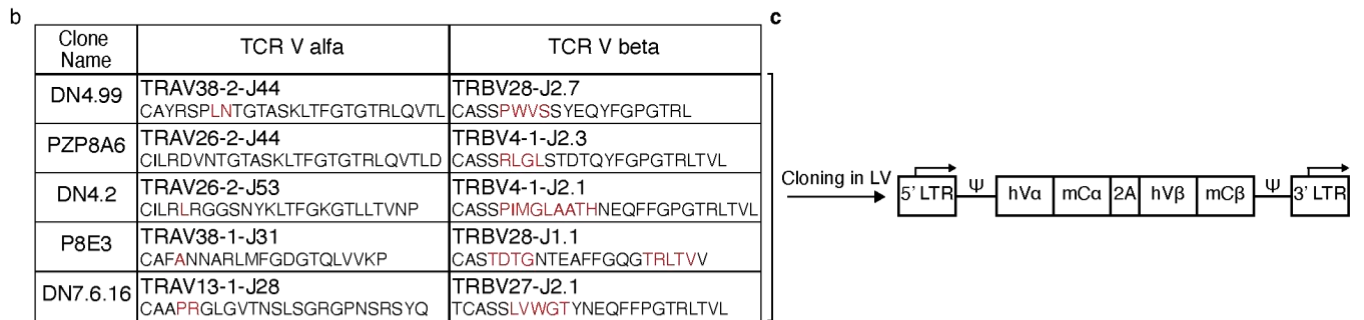 b
c
Clone
Name
TCR V alfa
TCR V beta
DN4.99
TRAV38-2-J44
CAYRSPLNTGTASKLTFGTGTRLQVTL
TRBV28-J2.7
CASSPWVSSYEQYFGPGTRL
PZP8A6
TRAV26-2-J44
CILRDVNTGTASKLTFGTGTRLQVTLD
TRBV4-1-J2.3
CASSRLGLSTDTQYFGPGTRLTVL
DN4.2
TRAV26-2-J53
CILRLRGGSNYKLTFGKGTLLTVNP
TRBV4-1-J2.1
CASSPIMGLAATHNEQFFGPGTRLTVL
P8E3
TRAV38-1-J31
CAFANNARLMFGDGTQLVVKP
TRBV28-J1.1
CASTDTGNTEAFFGQGTRLTVV
DN7.6.16
TRAV13-1-J28
CAAPRGLGVTNSLSGRGPNSRSYQ
TRBV27-J2.1
TCASSLVWGTYNEQFFPGTRLTVL
Cloning in LV
5' LTR Ψ hVα mCα 2A hVβ mCβ Ψ 3' LTR